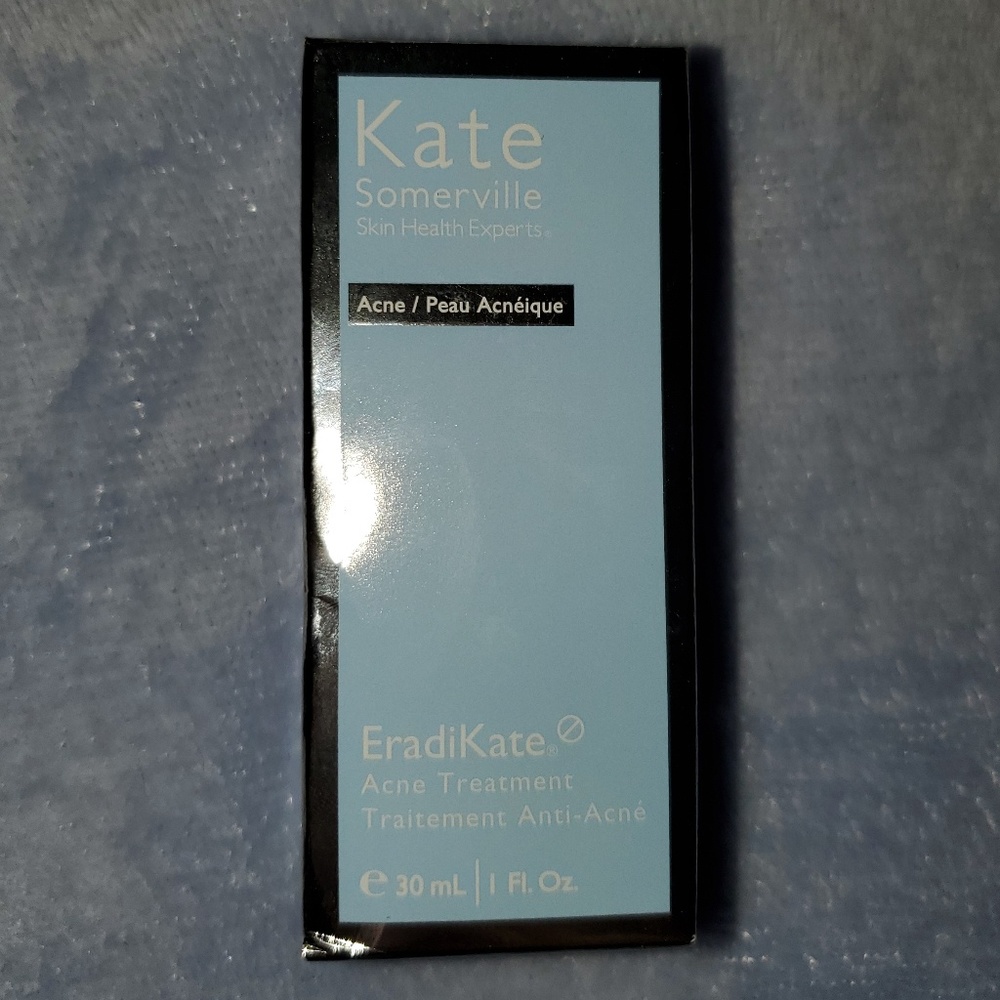 Kate
Somerville
Skin Health Experts®
Acne / Peau Acnéique
EradiKate®
Acne Treatment
Traitement Anti-Acné
e 30 mL | 1 Fl. Oz.